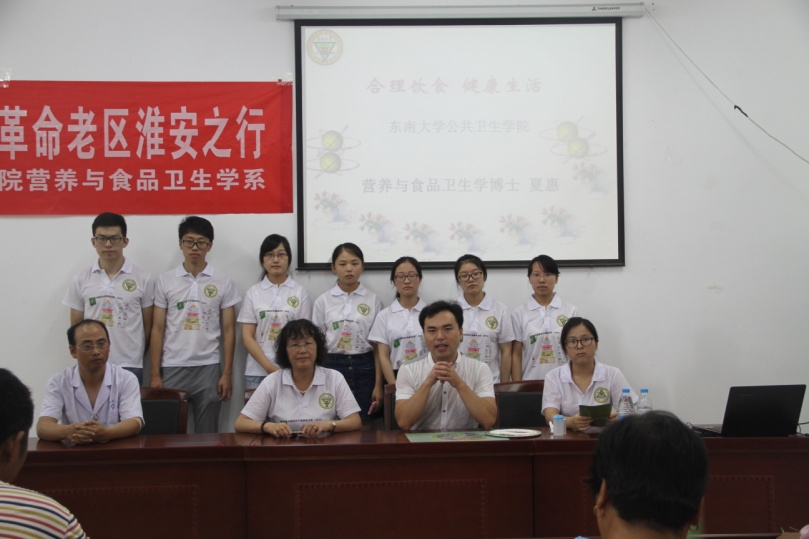 革命老区淮安之行
院营养与食品卫生学系
合理饮食 健康生活
东南大学公共卫生学院
营养与食品卫生学博士 夏惠